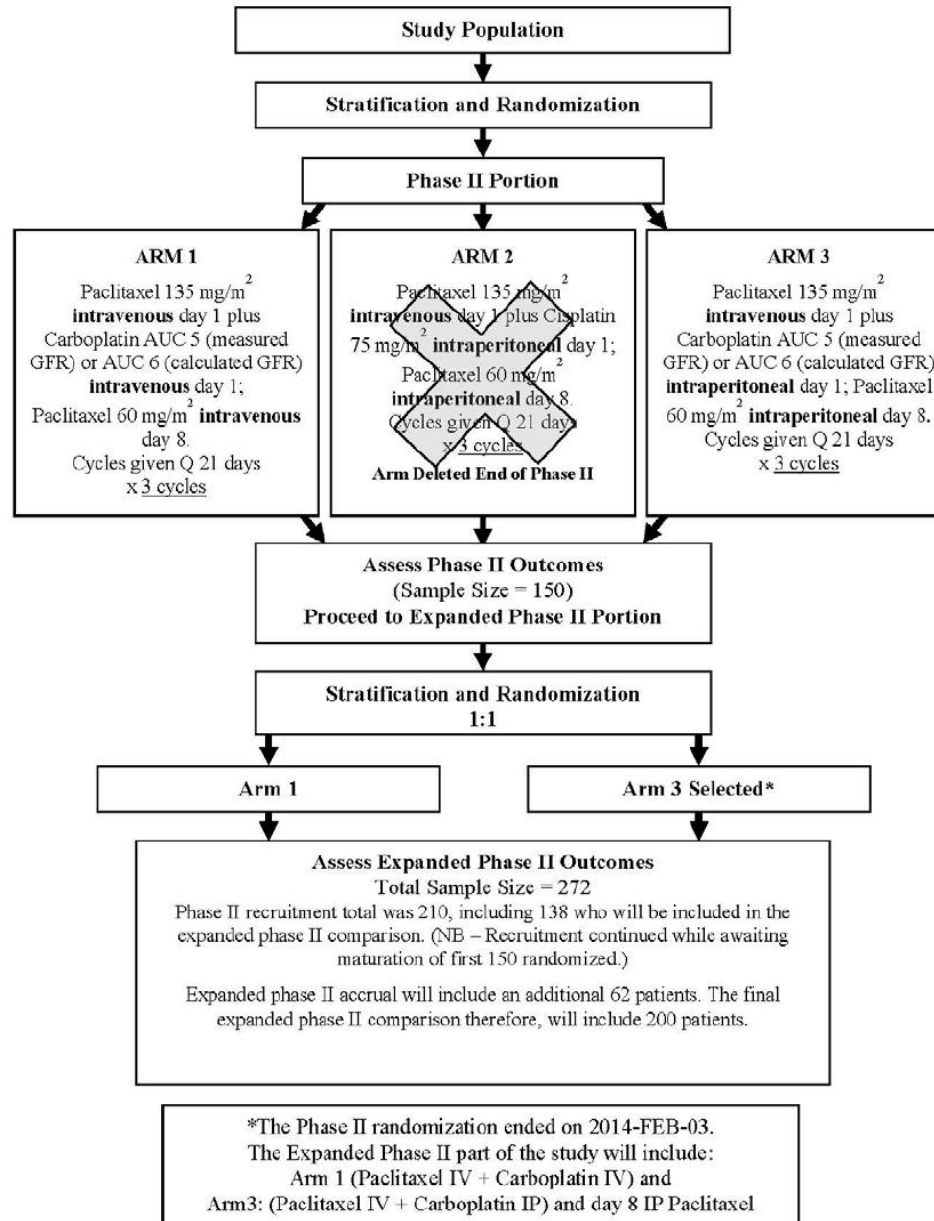 Study Population
Stratification and Randomization
Phase II Portion
ARM 1
Paclitaxel 135 mg/m²
intravenous day 1 plus
Carboplatin AUC 5 (measured
GFR) or AUC 6 (calculated GFR)
intravenous day 1;
Paclitaxel 60 mg/m² intravenous
day 8.
Cycles given Q 21 days
x 3 cycles
ARM 2
Paclitaxel 135 mg/m²
intravenous day 1 plus Cisplatin
75 mg/m² intraperitoneal day 1;
Paclitaxel 60 mg/m²
intraperitoneal day 8.
Cycles given Q 21 days
x 3 cycles
Arm Deleted End of Phase II
ARM 3
Paclitaxel 135 mg/m²
intravenous day 1 plus
Carboplatin AUC 5 (measured
GFR) or AUC 6 (calculated GFR)
intraperitoneal day 1; Paclitaxel
60 mg/m² intraperitoneal day 8.
Cycles given Q 21 days
x 3 cycles
Assess Phase II Outcomes
(Sample Size = 150)
Proceed to Expanded Phase II Portion
Stratification and Randomization
1:1
Arm 1
Arm 3 Selected*
Assess Expanded Phase II Outcomes
Total Sample Size = 272
Phase II recruitment total was 210, including 138 who will be included in the
expanded phase II comparison. (NB – Recruitment continued while awaiting
maturation of first 150 randomized.)
Expanded phase II accrual will include an additional 62 patients. The final
expanded phase II comparison therefore, will include 200 patients.
*The Phase II randomization ended on 2014-FEB-03.
The Expanded Phase II part of the study will include:
Arm 1 (Paclitaxel IV + Carboplatin IV) and
Arm3: (Paclitaxel IV + Carboplatin IP) and day 8 IP Paclitaxel